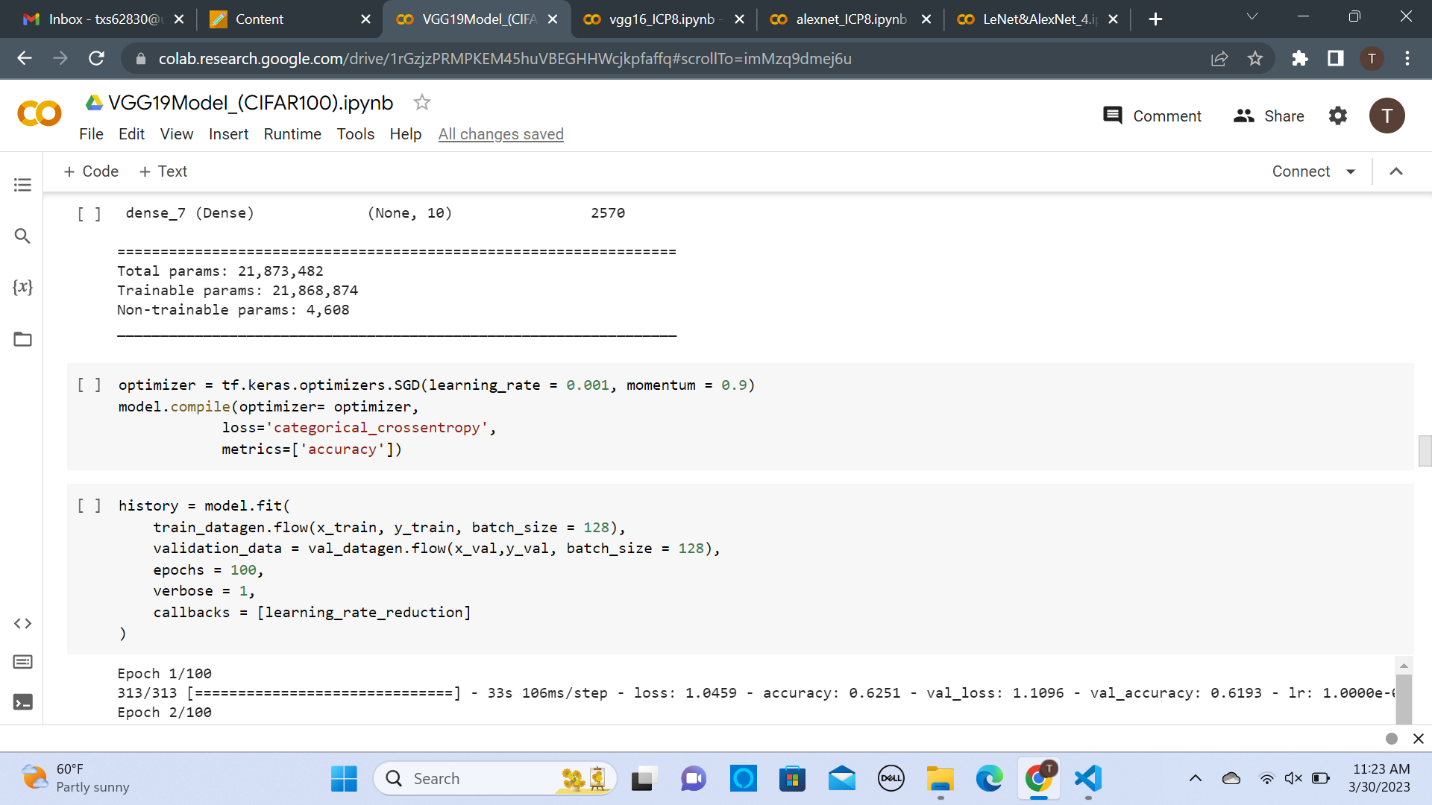 Inbox - txs62830@
Content
VGG19Model_(CIFA
vgg16_ICP8.ipynb
alexnet_ICP8.ipynb
LeNet&AlexNet_4.i
colab.research.google.com/drive/1rGzjzPRMPKEM45huVBEGHHWcjkpfaffq#scrollTo=imMzq9dmej6u
T
CO
VGG19Model_(CIFAR100).ipynb
File Edit View Insert Runtime Tools Help All changes saved
Comment Share T
+ Code + Text
Connect
[ ] dense_7 (Dense) (None, 10) 2570
=================================================================
Total params: 21,873,482
Trainable params: 21,868,874
Non-trainable params: 4,608
_________________________________________________________________
[ ] optimizer = tf.keras.optimizers.SGD(learning_rate = 0.001, momentum = 0.9)
model.compile(optimizer= optimizer,
loss='categorical_crossentropy',
metrics=['accuracy'])
[ ] history = model.fit(
train_datagen.flow(x_train, y_train, batch_size = 128),
validation_data = val_datagen.flow(x_val,y_val, batch_size = 128),
epochs = 100,
verbose = 1,
callbacks = [learning_rate_reduction]
)
Epoch 1/100
313/313 [==============================] - 33s 106ms/step - loss: 1.0459 - accuracy: 0.6251 - val_loss: 1.1096 - val_accuracy: 0.6193 - lr: 1.0000e-
Epoch 2/100
{x}
60°F
Partly sunny
Search
DELL
T
11:23 AM
3/30/2023